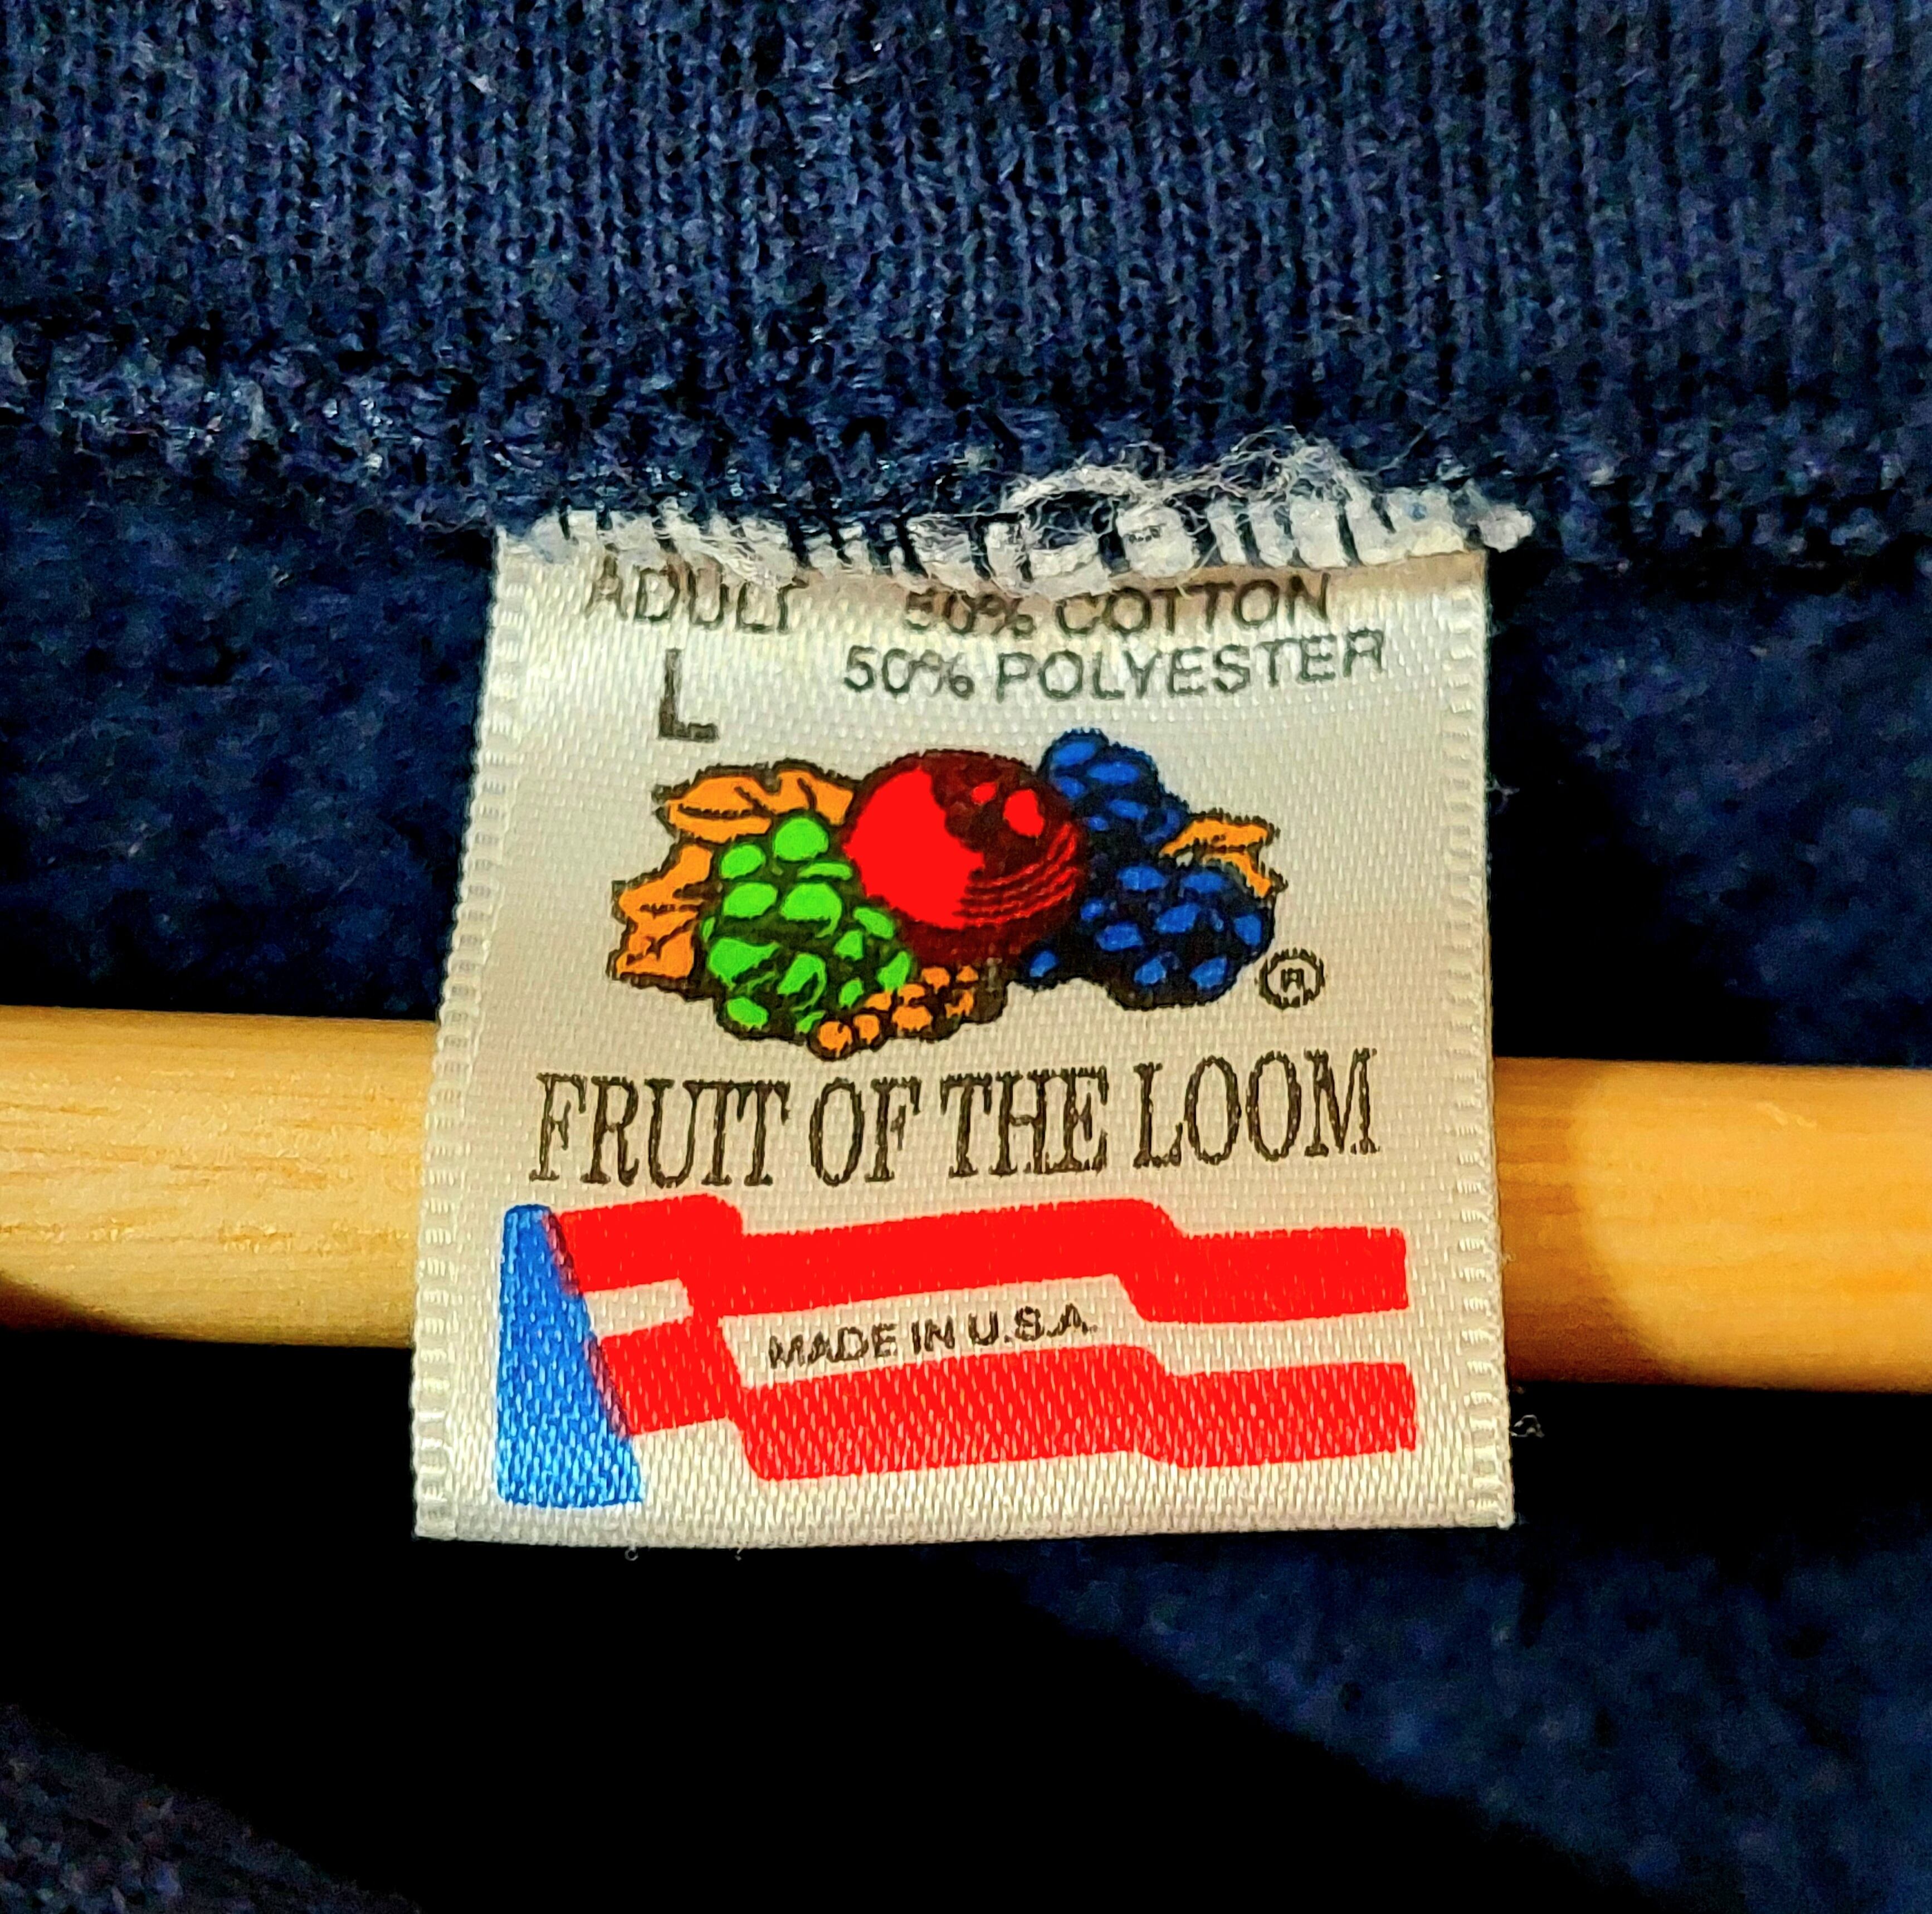 ADULT 50% COTTON
L 50% POLYESTER
®
FRUIT OF THE LOOM
MADE IN U.S.A.